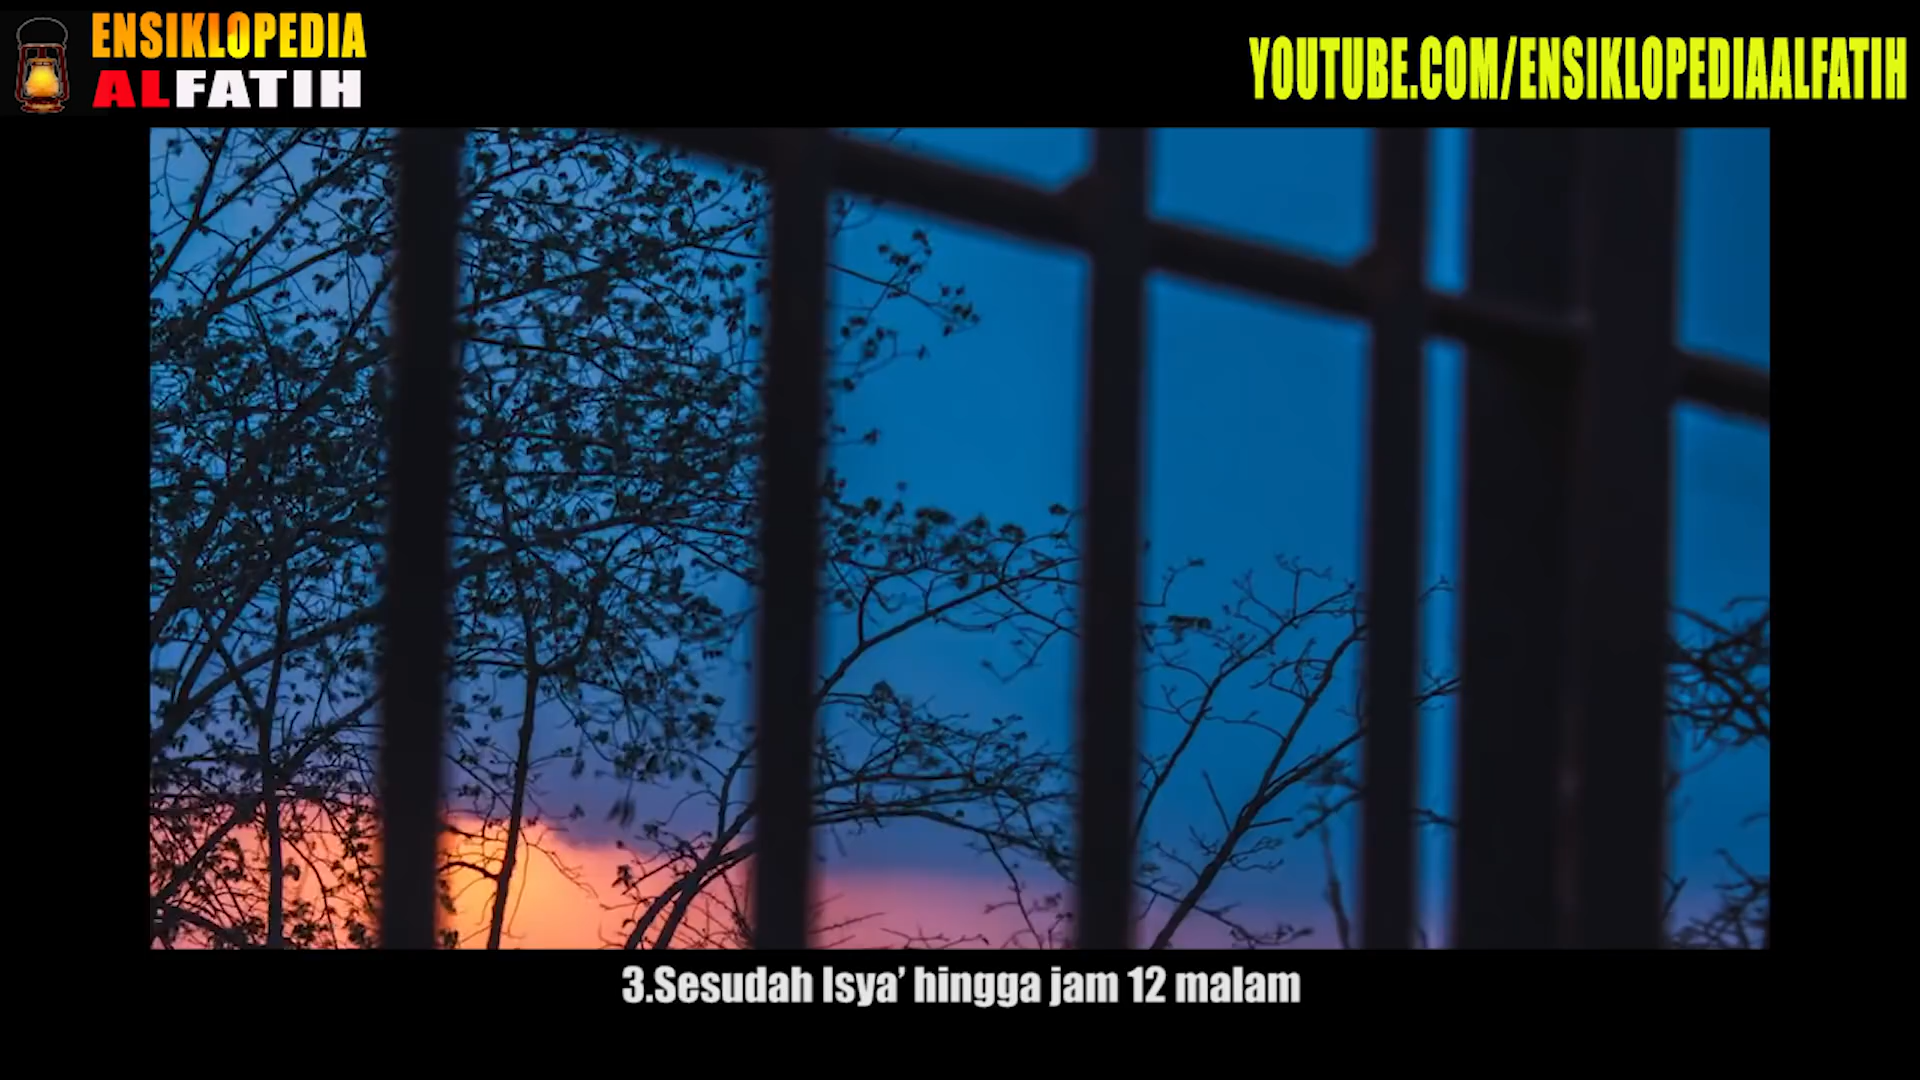 ENSIKLOPEDIA
ALFATIH
YOUTUBE.COM/ENSIKLOPEDIAALFATIH
3.Sesudah Isya’ hingga jam 12 malam